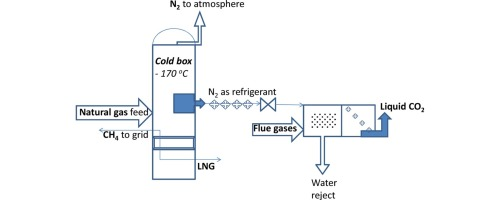 N₂ to atmosphere
Cold box
- 170 °C
N₂ as refrigerant
Natural gas feed
Liquid CO₂
Flue gases
CH₄ to grid
LNG
Water
reject